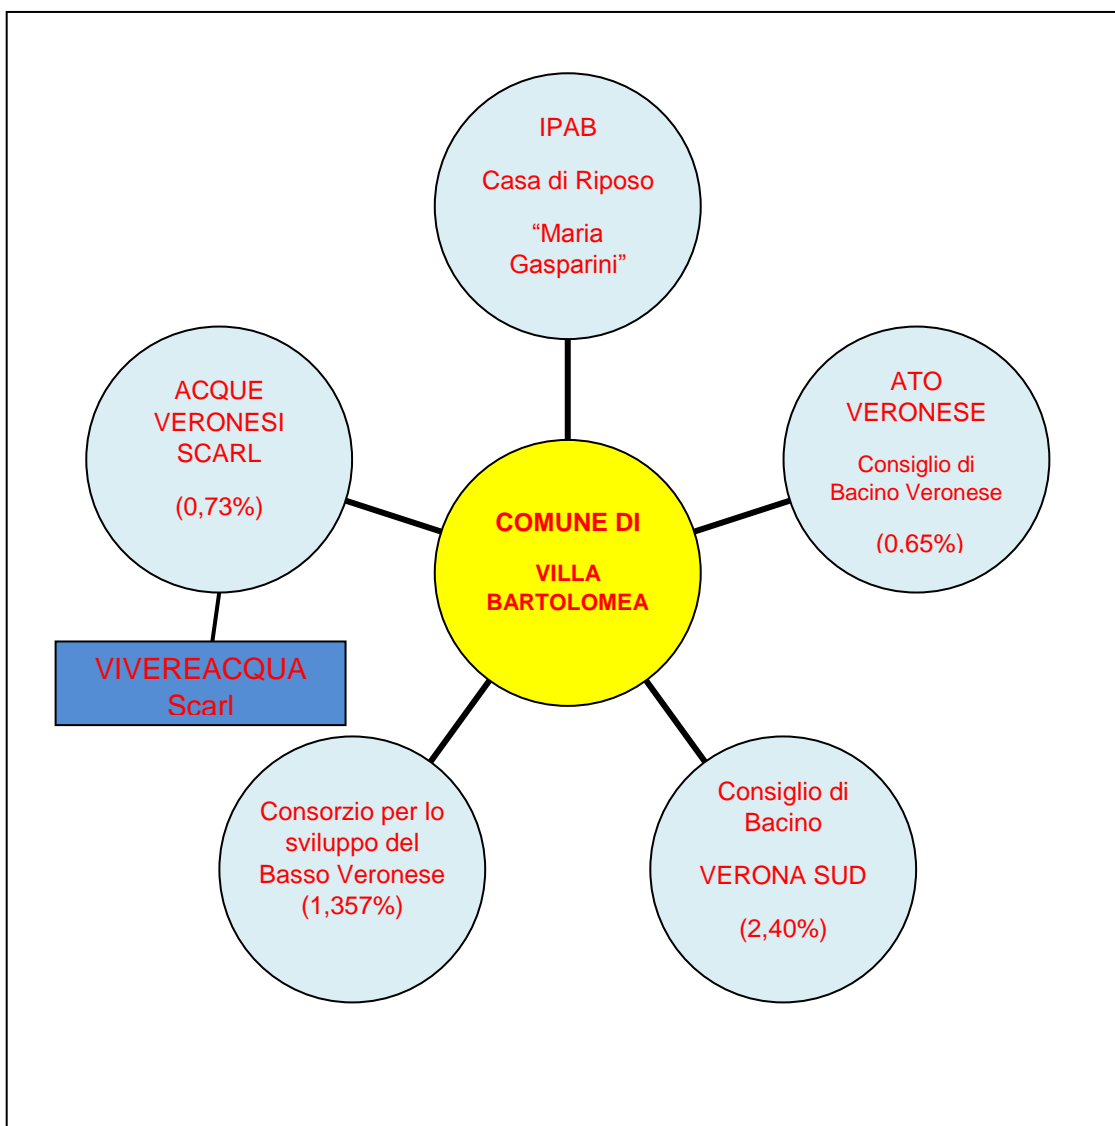 IPAB
Casa di Riposo
“Maria
Gasparini”
ACQUE
VERONESI
SCARL
(0,73%)
ATO
VERONESE
Consiglio di
Bacino Veronese
(0,65%)
COMUNE DI
VILLA
BARTOLOMEA
VIVEREACQUA
Scarl
Consorzio per lo
sviluppo del
Basso Veronese
(1,357%)
Consiglio di
Bacino
VERONA SUD
(2,40%)